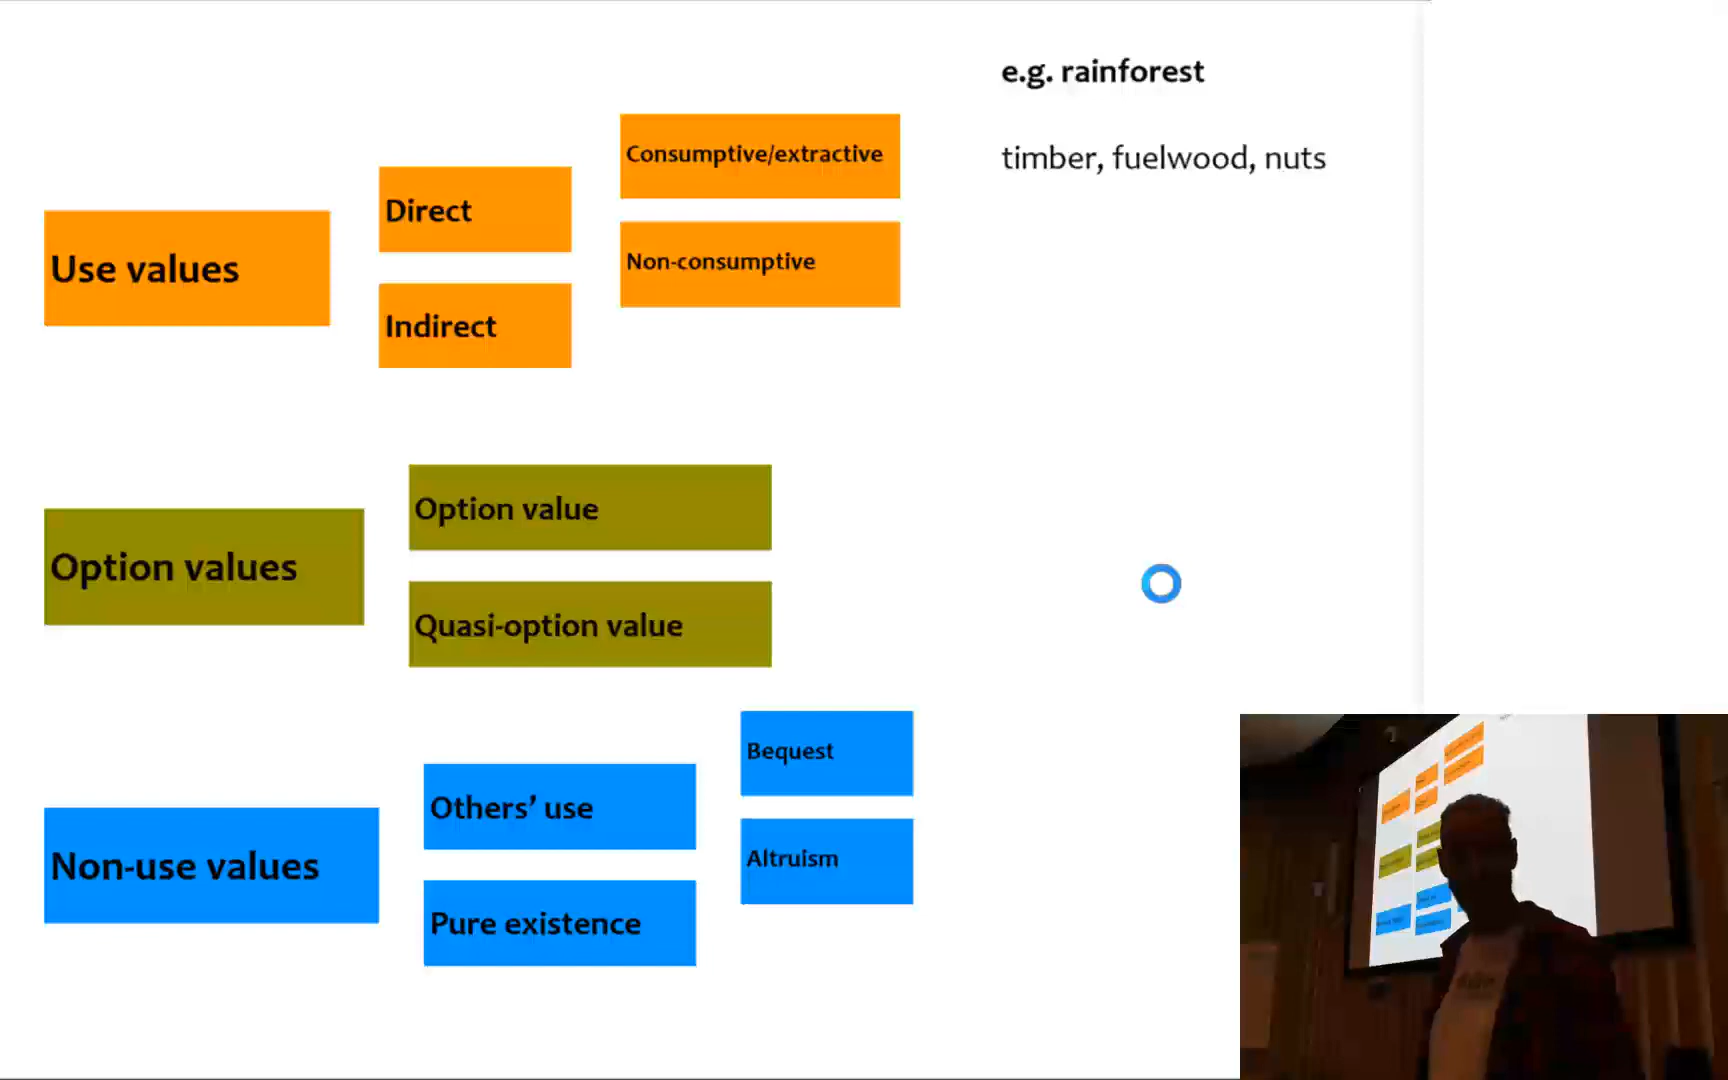 e.g. rainforest
Consumptive/extractive
timber, fuelwood, nuts
Direct
Use values
Non-consumptive
Indirect
Option value
Option values
Quasi-option value
Bequest
Others’ use
Non-use values
Altruism
Pure existence